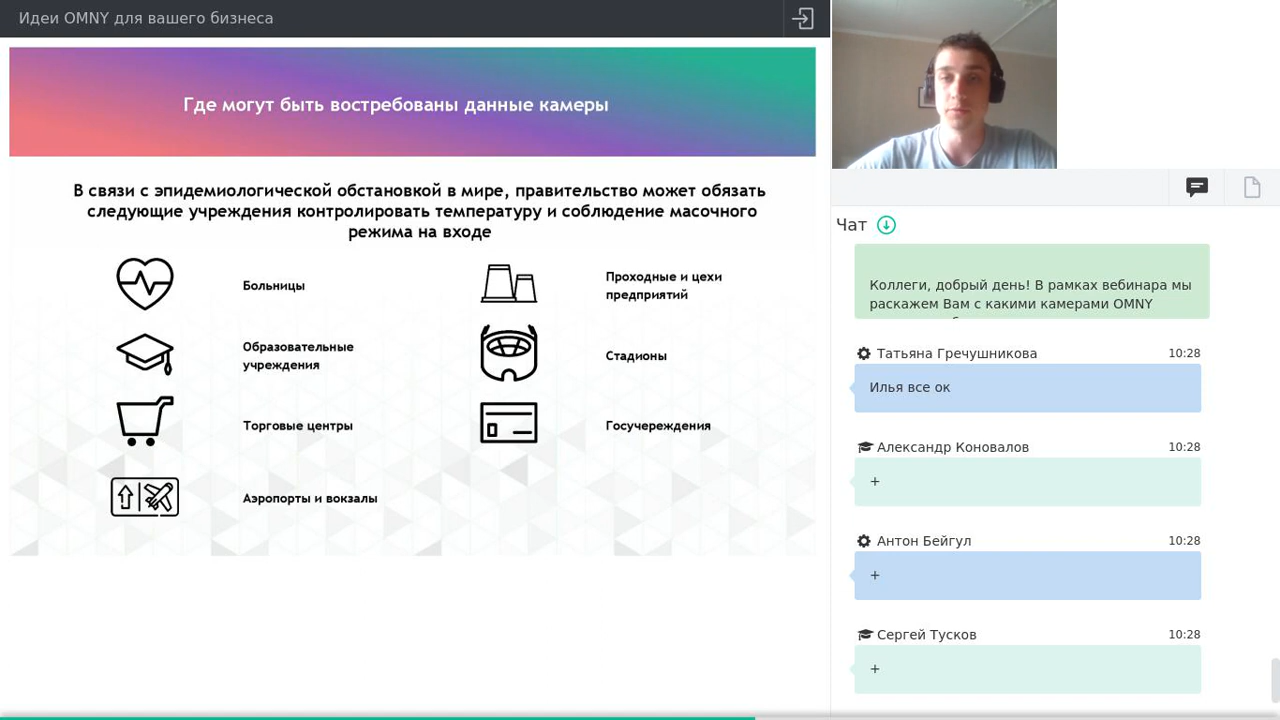 Идеи OMNY для вашего бизнеса
Где могут быть востребованы данные камеры
В связи с эпидемиологической обстановкой в мире, правительство может обязать
следующие учреждения контролировать температуру и соблюдение масочного
режима на входе
Больницы
Проходные и цехи
предприятий
Образовательные
учреждения
Стадионы
Торговые центры
Госучереждения
Аэропорты и вокзалы
Чат
Коллеги, добрый день! В рамках вебинара мы
раскажем Вам с какими камерами OMNY
Татьяна Гречушникова 10:28
Илья все ок
Александр Коновалов 10:28
+
Антон Бейгул 10:28
+
Сергей Тусков 10:28
+